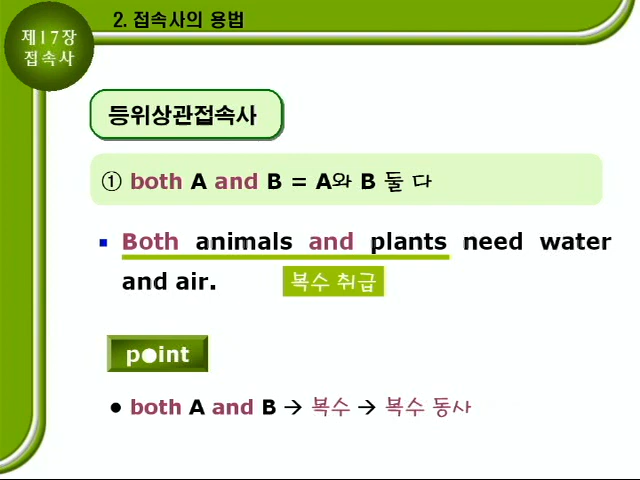 2. 접속사의 용법
제17장
접속사
등위상관접속사
① both A and B = A와 B 둘 다
Both animals and plants need water
and air.
복수 취급
point
● both A and B → 복수 → 복수 동사